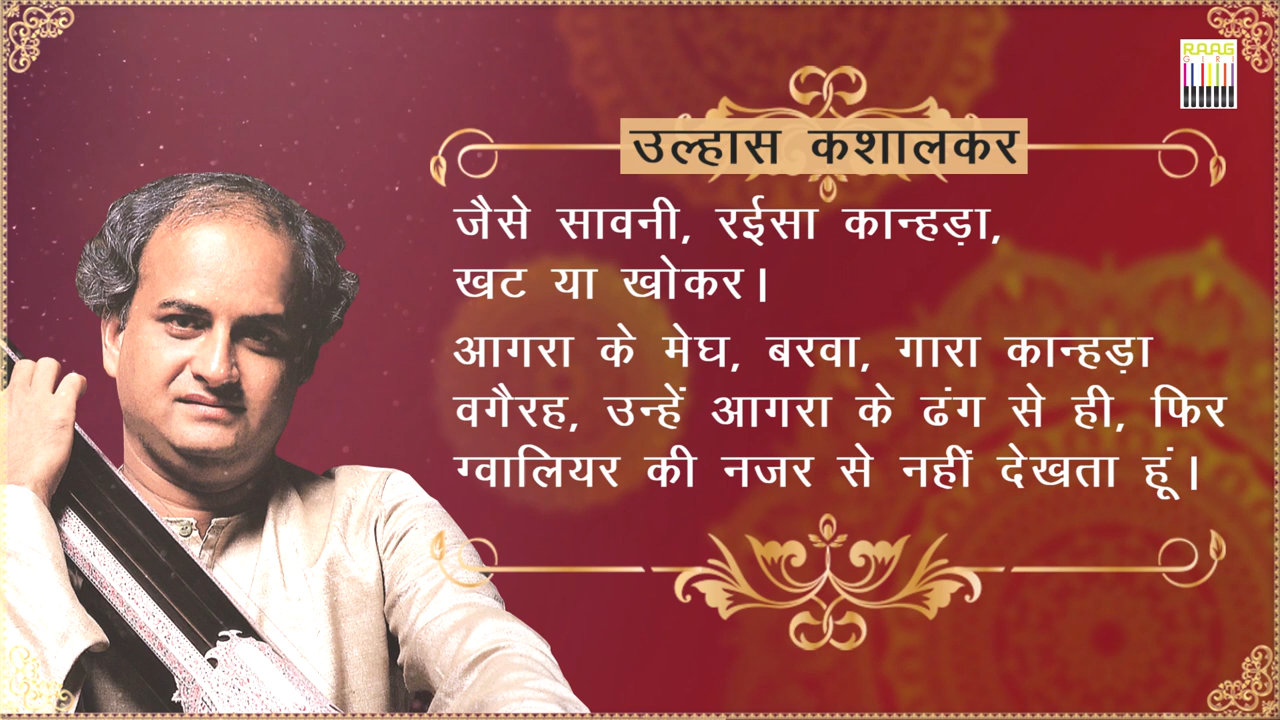 RAAG
GIRI
उल्हास कशालकर
जैसे सावनी, रईसा कान्हड़ा,
खट या खोकर।
आगरा के मेघ, बरवा, गारा कान्हड़ा
वगैरह, उन्हें आगरा के ढंग से ही, फिर
ग्वालियर की नजर से नहीं देखता हूं।